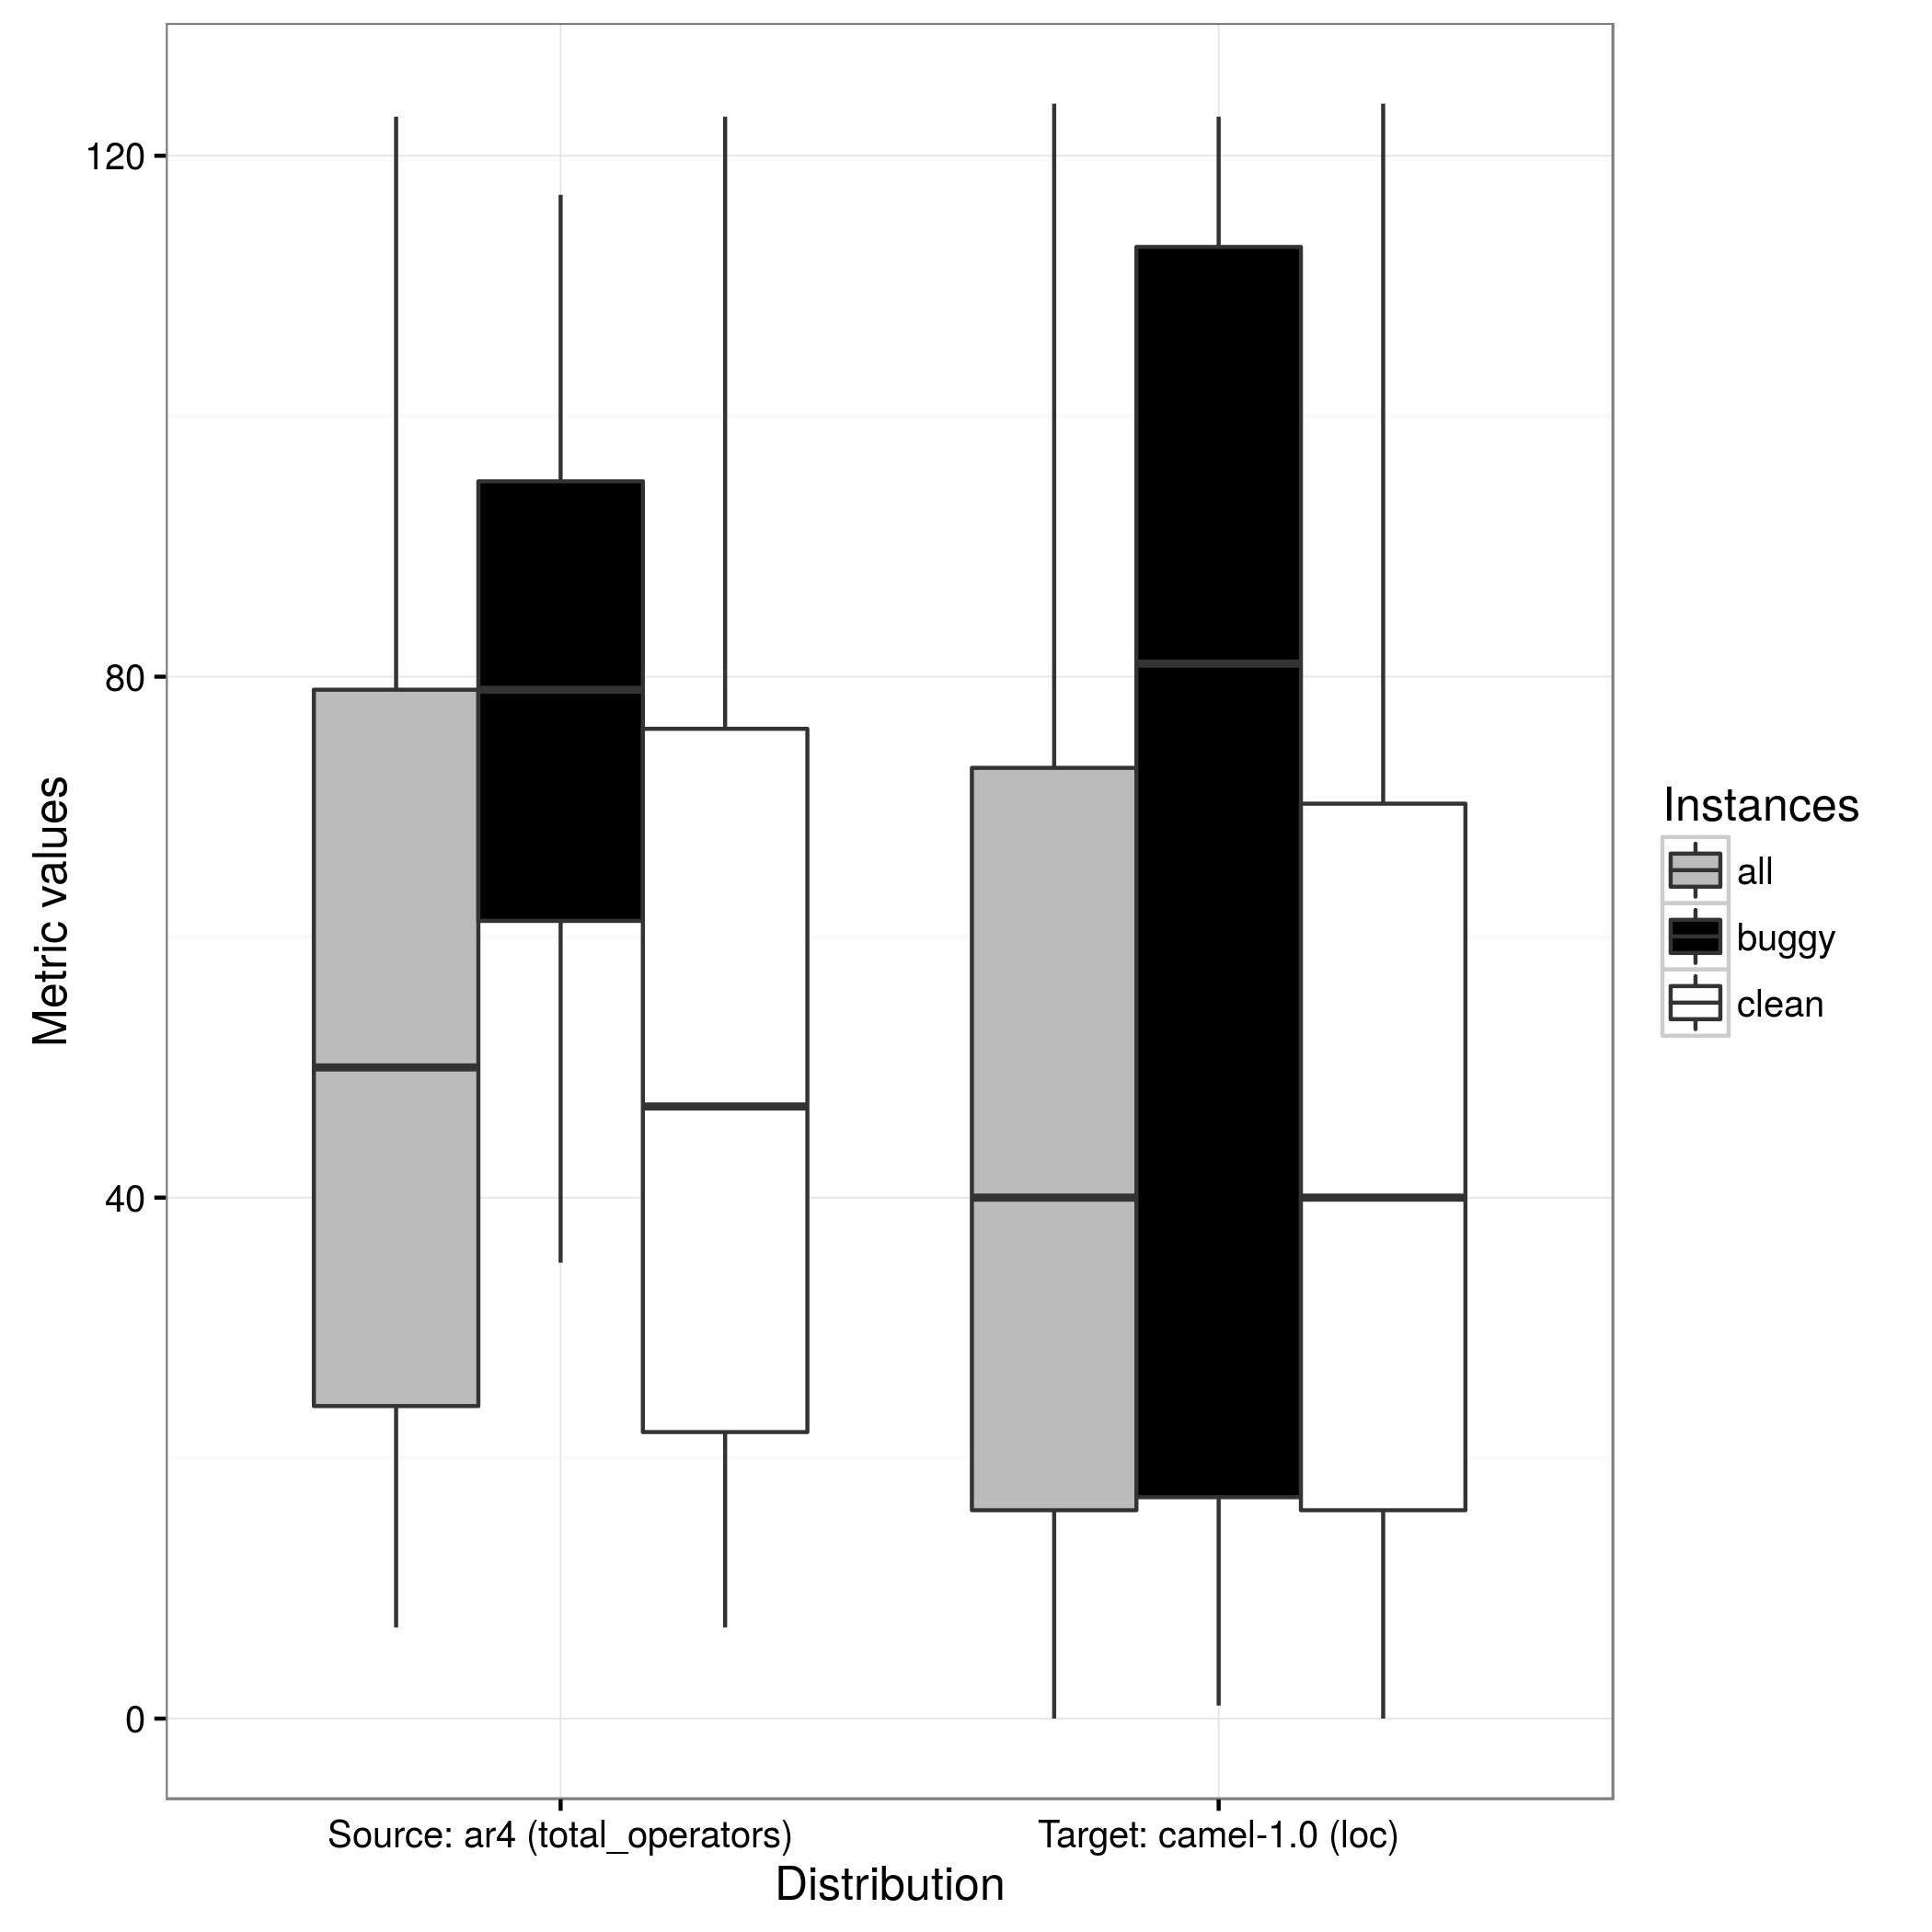 Metric values
120
80
40
0
Source: ar4 (total_operators)
Target: camel-1.0 (loc)
Distribution
Instances
all
buggy
clean